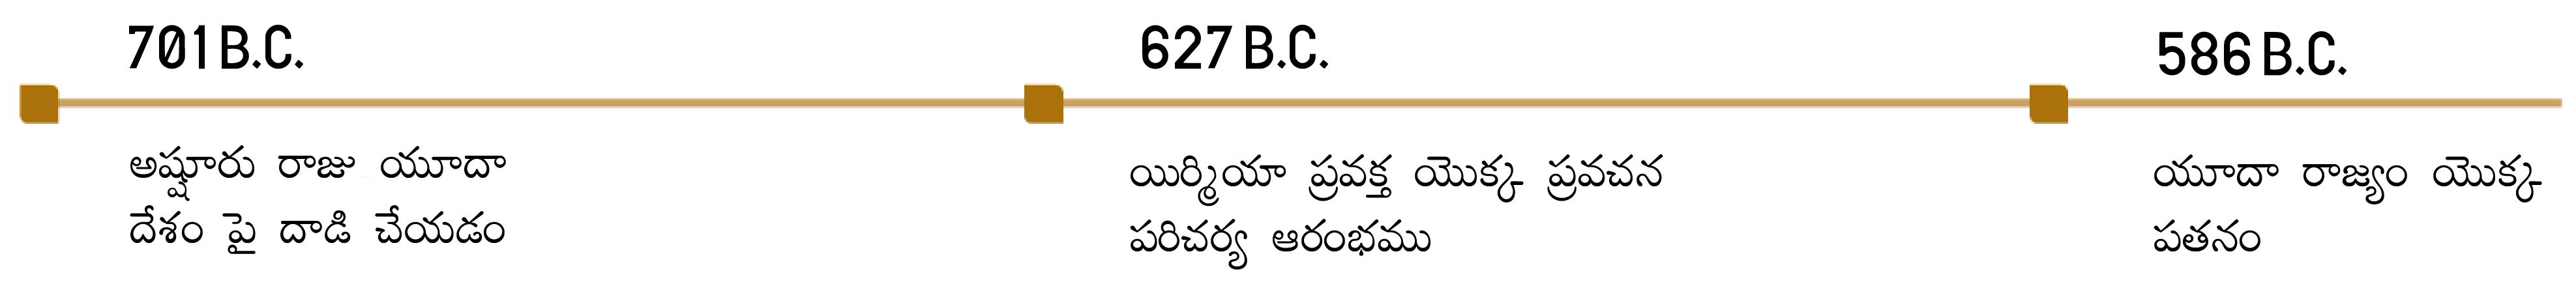 701 B.C.
627 B.C.
586 B.C.
అష్షూరు రాజు యూదా
దేశం పై దాడి చేయడం
యిర్మియా ప్రవక్త యొక్క ప్రవచన
పరిచర్య ఆరంభము
యూదా రాజ్యం యొక్క
పతనం